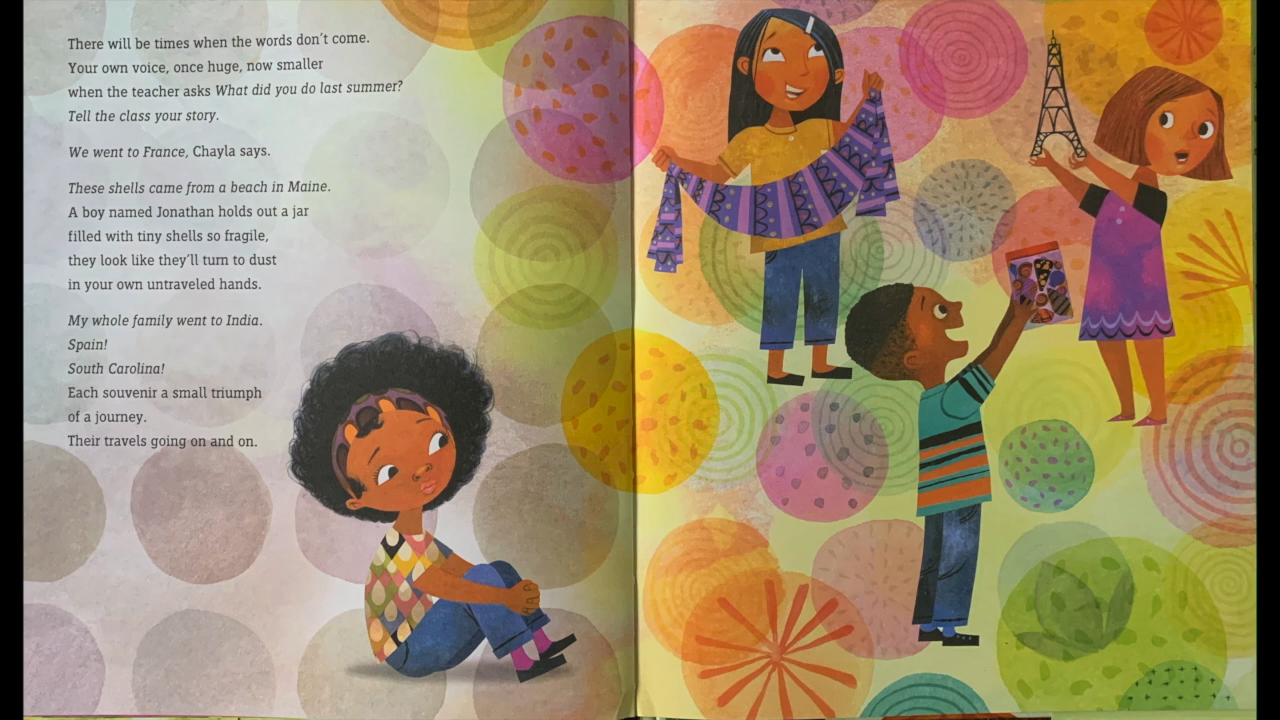 There will be times when the words don't come.
Your own voice, once huge, now smaller
when the teacher asks What did you do last summer?
Tell the class your story.
We went to France, Chayla says.
These shells came from a beach in Maine.
A boy named Jonathan holds out a jar
filled with tiny shells so fragile,
they look like they'll turn to dust
in your own untraveled hands.
My whole family went to India.
Spain!
South Carolina!
Each souvenir a small triumph
of a journey.
Their travels going on and on.